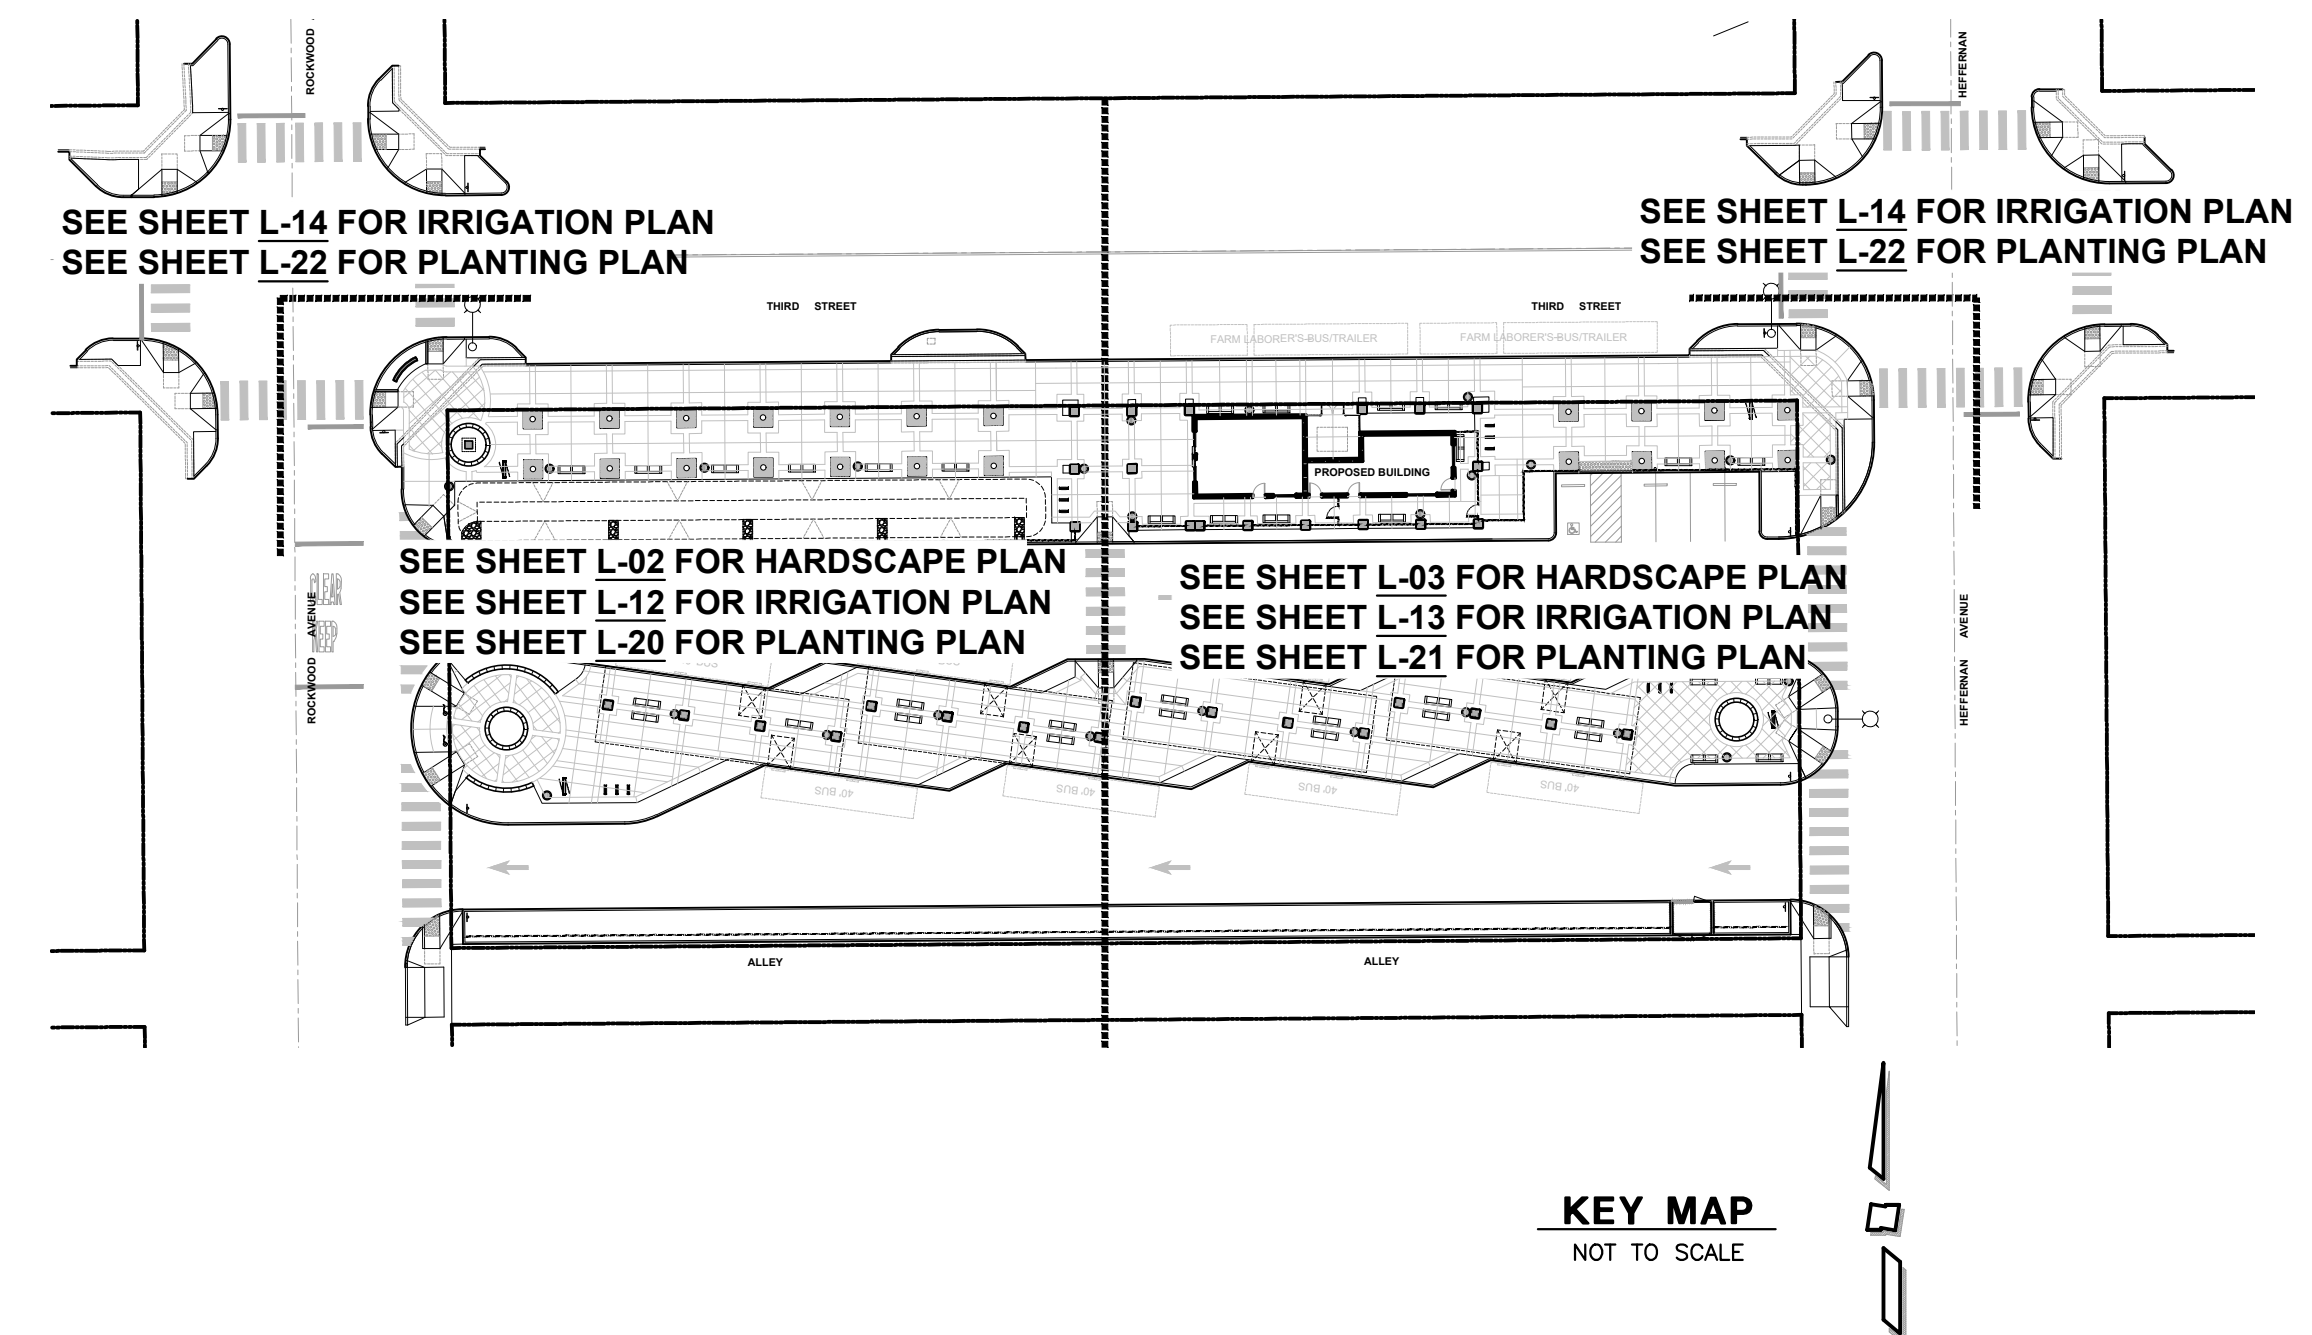 ROCKWOOD
HEFFERNAN
SEE SHEET L-14 FOR IRRIGATION PLAN
SEE SHEET L-22 FOR PLANTING PLAN
SEE SHEET L-14 FOR IRRIGATION PLAN
SEE SHEET L-22 FOR PLANTING PLAN
THIRD STREET
THIRD STREET
FARM LABORER'S BUS/TRAILER
FARM LABORER'S BUS/TRAILER
PROPOSED BUILDING
SEE SHEET L-02 FOR HARDSCAPE PLAN
SEE SHEET L-12 FOR IRRIGATION PLAN
SEE SHEET L-20 FOR PLANTING PLAN
SEE SHEET L-03 FOR HARDSCAPE PLAN
SEE SHEET L-13 FOR IRRIGATION PLAN
SEE SHEET L-21 FOR PLANTING PLAN
CLEAR
KEEP
ROCKWOOD AVENUE
HEFFERNAN AVENUE
40' BUS
40' BUS
40' BUS
40' BUS
ALLEY
ALLEY
KEY MAP
NOT TO SCALE